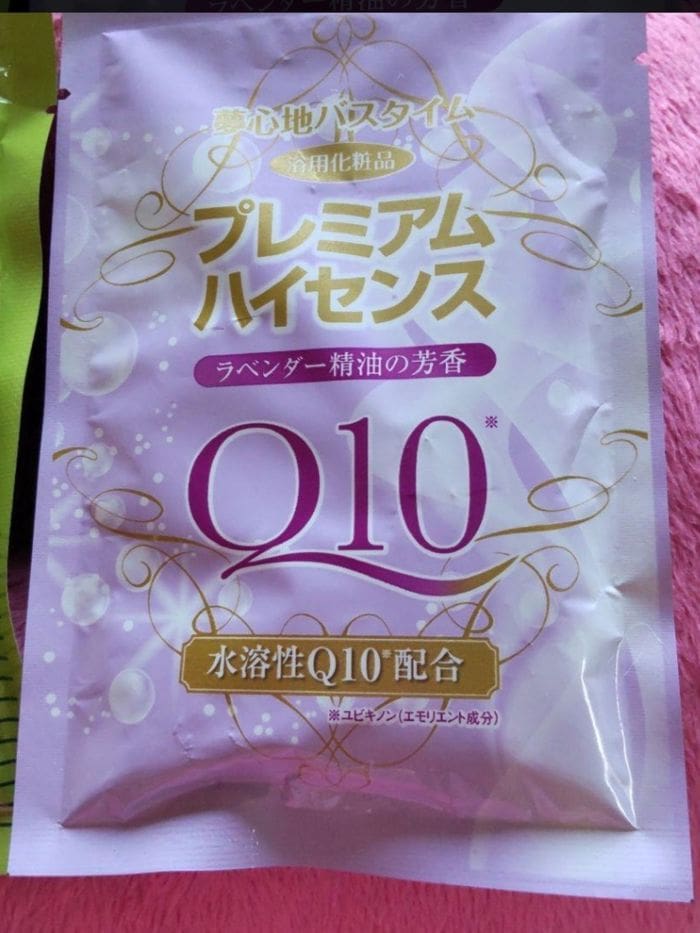 夢心地バスタイム
浴用化粧品
プレミアム
ハイセンス
ラベンダー精油の芳香
Q10※
水溶性Q10※配合
※ユビキノン(エモリエント成分)